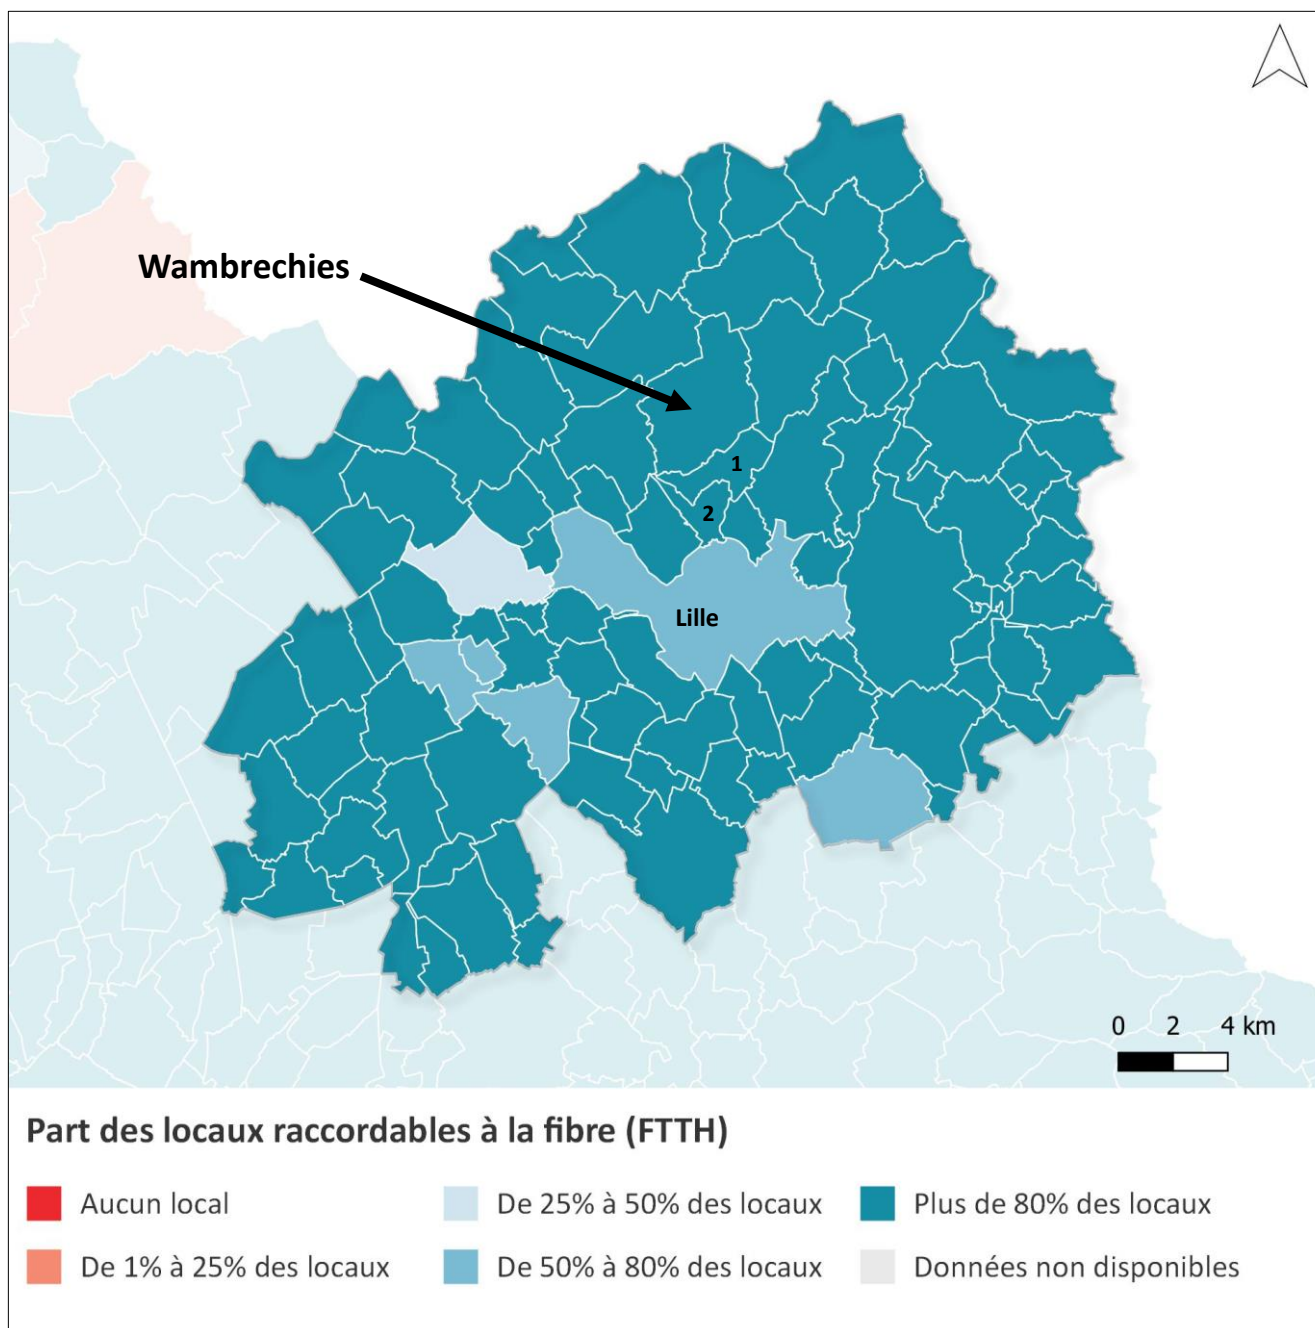 Wambrechies
1
2
Lille
0 2 4 km
Part des locaux raccordables à la fibre (FTTH)
Aucun local
De 25% à 50% des locaux
Plus de 80% des locaux
De 1% à 25% des locaux
De 50% à 80% des locaux
Données non disponibles